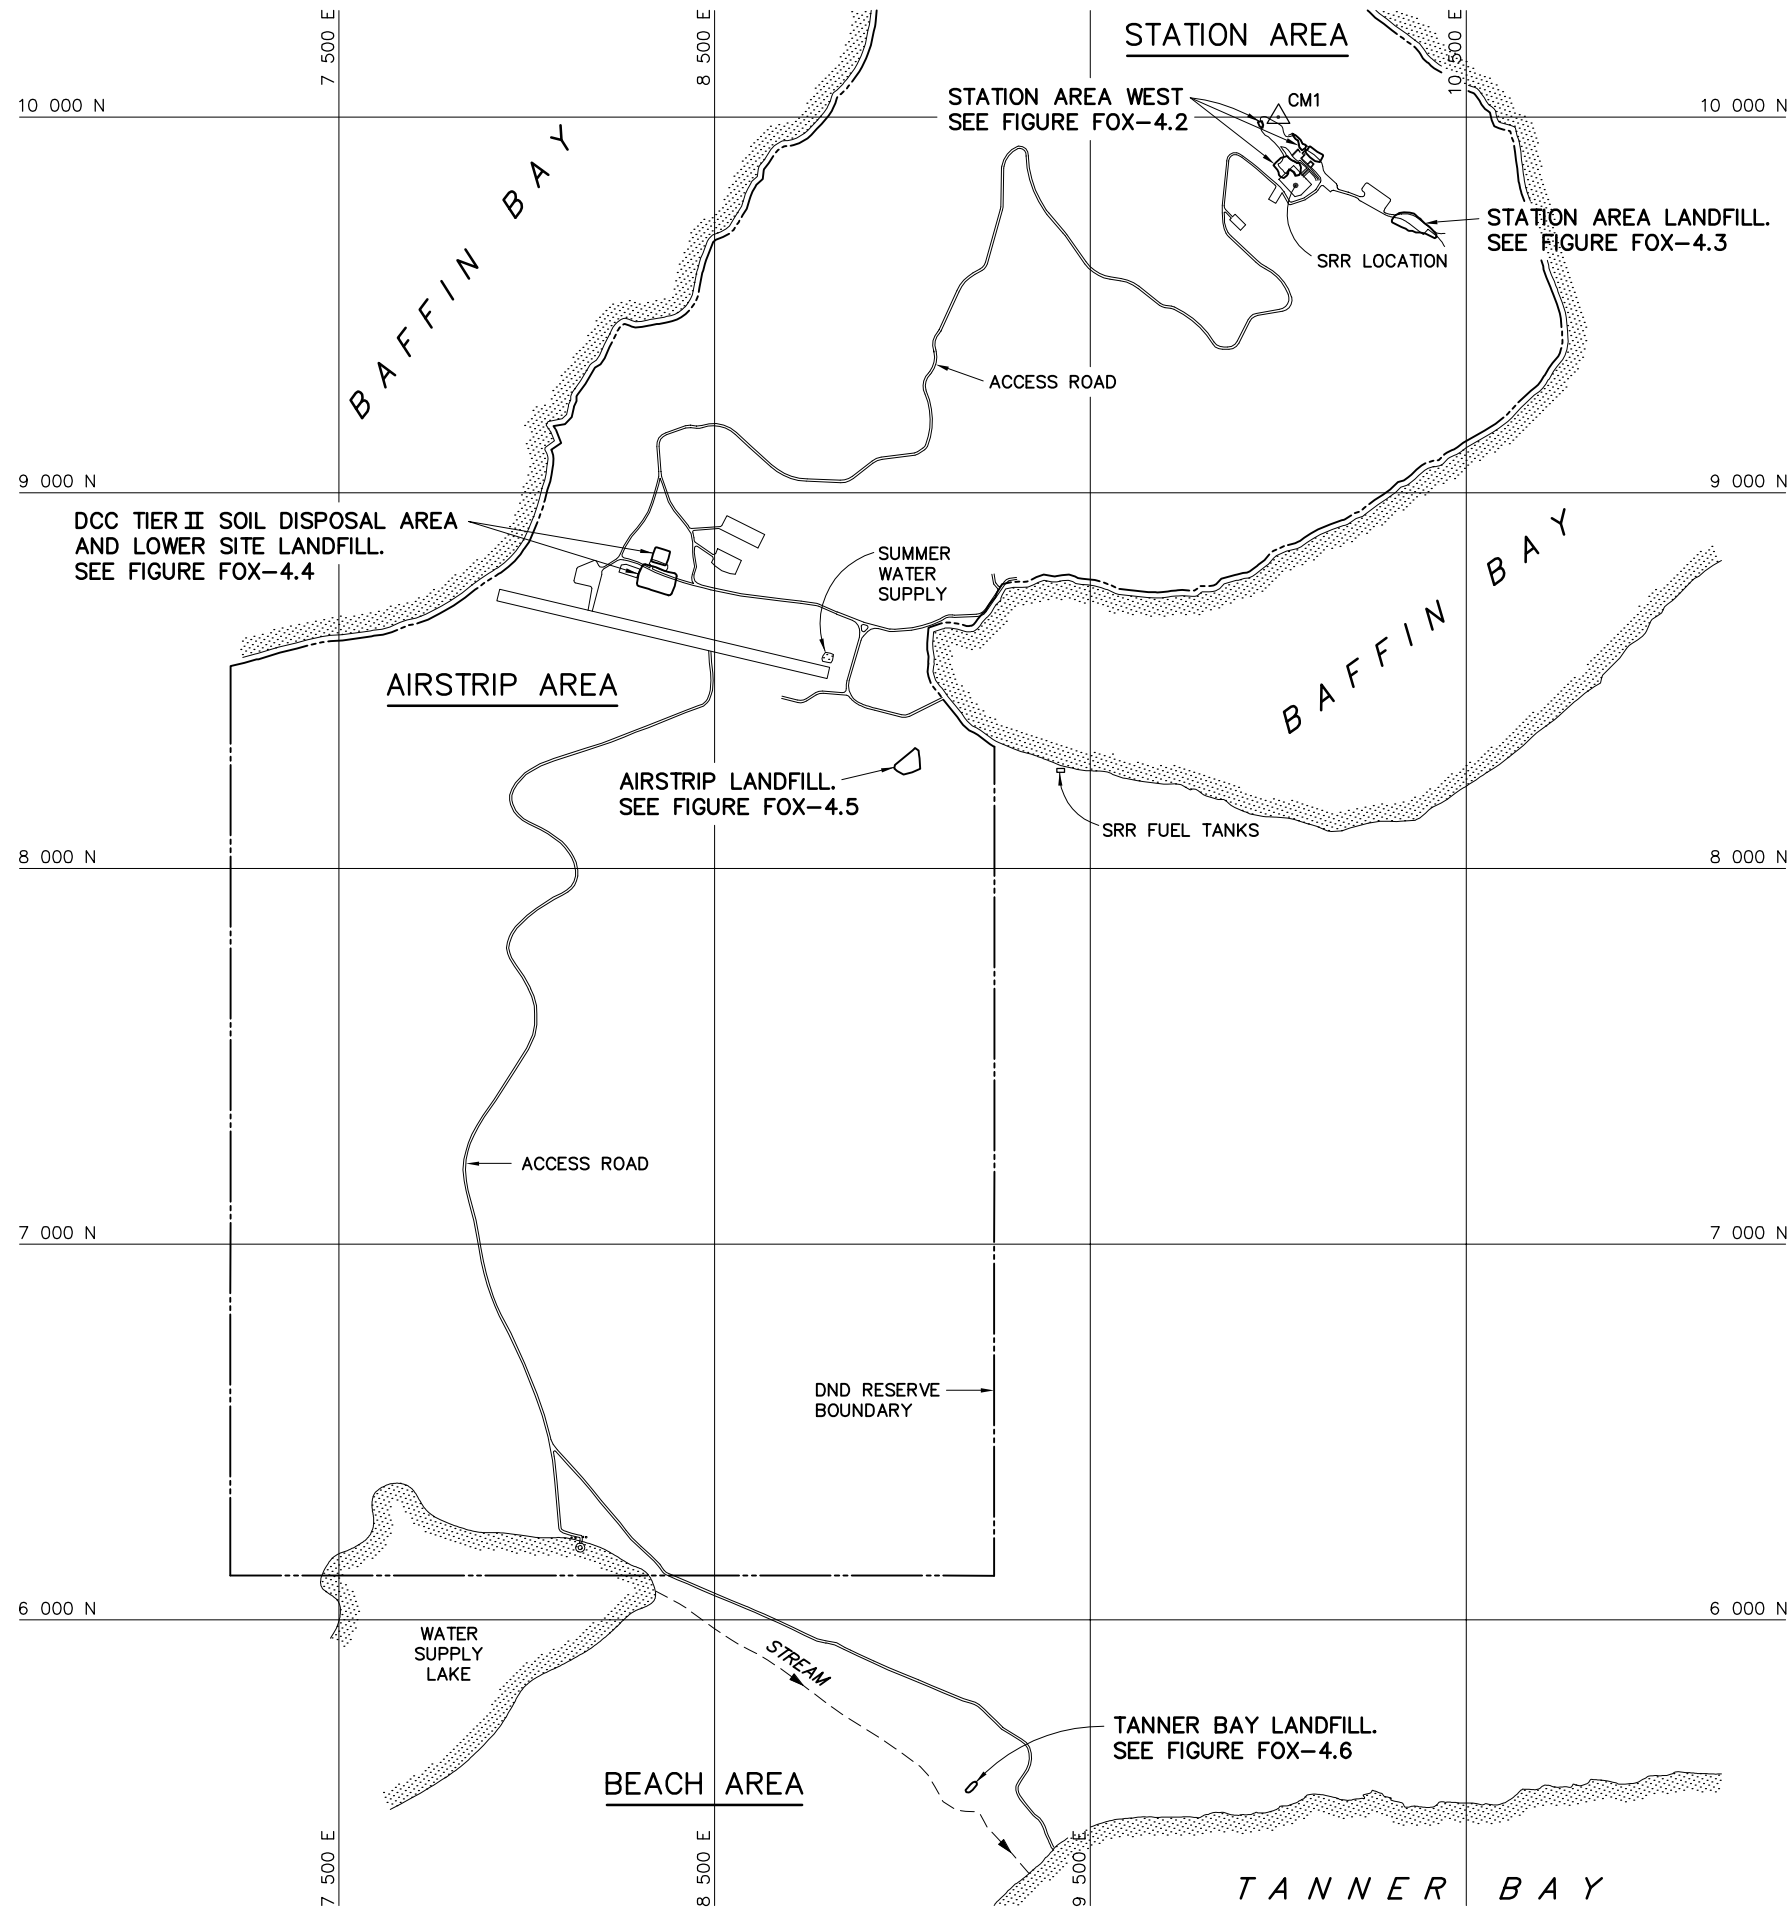 7 500 E
8 500 E
10 500 E
STATION AREA
10 000 N
10 000 N
STATION AREA WEST
SEE FIGURE FOX-4.2
CM1
BAFFIN BAY
STATION AREA LANDFILL.
SEE FIGURE FOX-4.3
SRR LOCATION
ACCESS ROAD
9 000 N
9 000 N
DCC TIER II SOIL DISPOSAL AREA
AND LOWER SITE LANDFILL.
SEE FIGURE FOX-4.4
SUMMER
WATER
SUPPLY
BAFFIN BAY
AIRSTRIP AREA
AIRSTRIP LANDFILL.
SEE FIGURE FOX-4.5
SRR FUEL TANKS
8 000 N
8 000 N
ACCESS ROAD
7 000 N
7 000 N
DND RESERVE
BOUNDARY
6 000 N
6 000 N
WATER
SUPPLY
LAKE
STREAM
TANNER BAY LANDFILL.
SEE FIGURE FOX-4.6
BEACH AREA
7 500 E
8 500 E
9 500 E
TANNER BAY